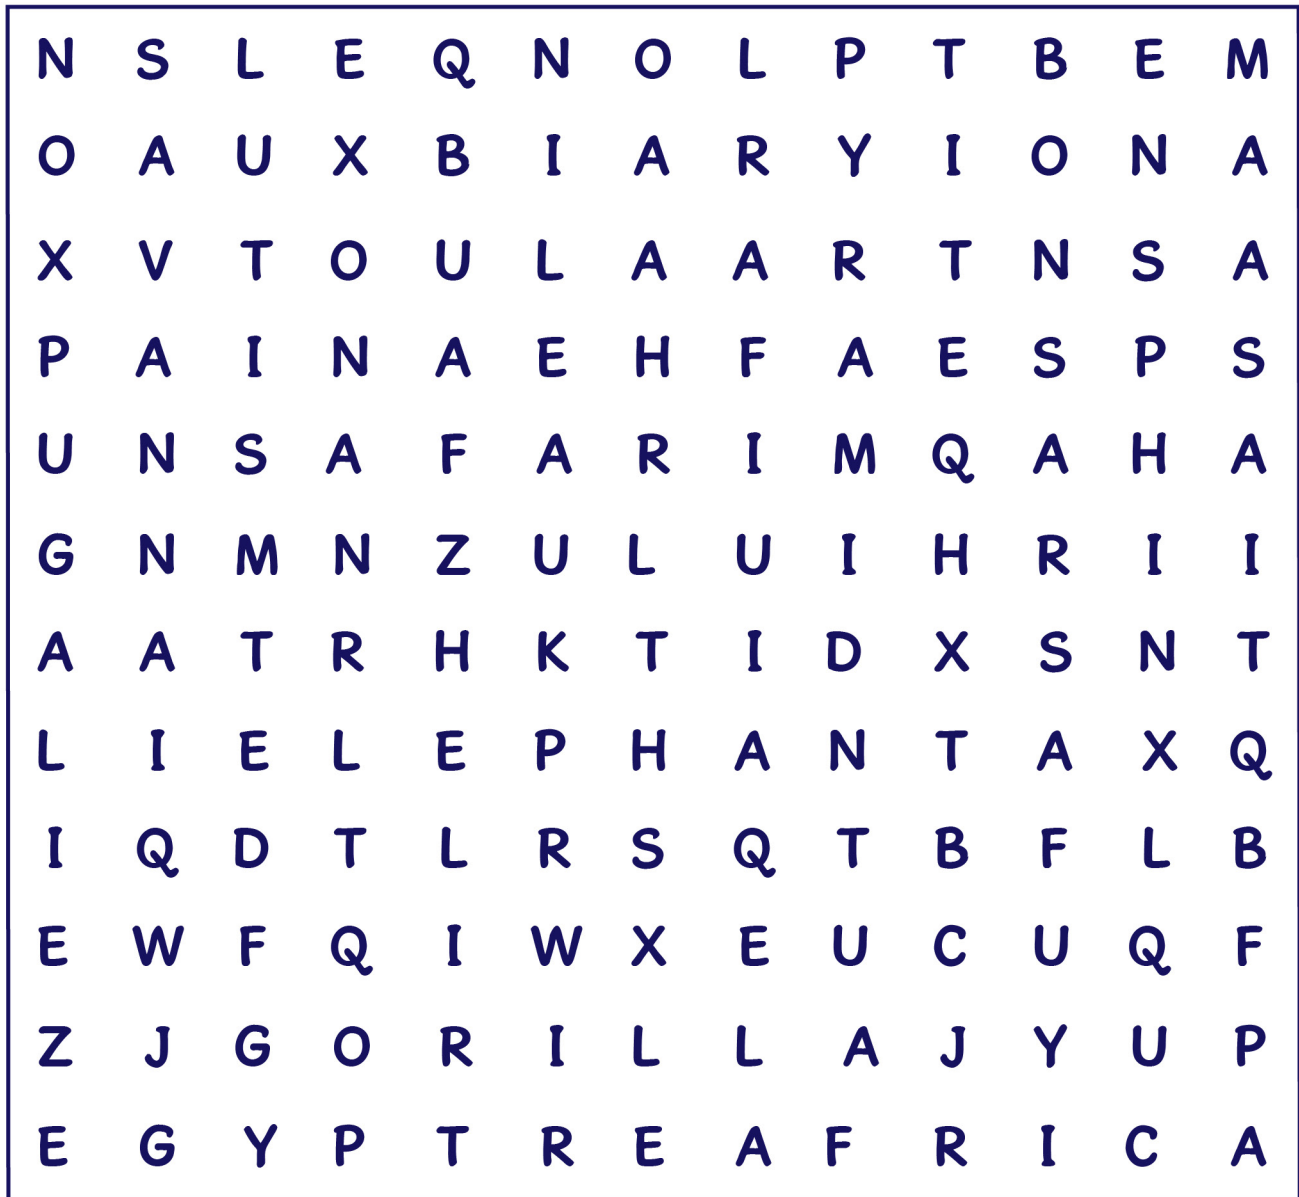 N S L E Q N O L P T B E M
O A U X B I A R Y I O N A
X V T O U L A A R T N S A
P A I N A E H F A E S P S
U N S A F A R I M Q A H A
G N M N Z U L U I H R I I
A A T R H K T I D X S N T
L I E L E P H A N T A X Q
I Q D T L R S Q T B F L B
E W F Q I W X E U C U Q F
Z J G O R I L L A J Y U P
E G Y P T R E A F R I C A